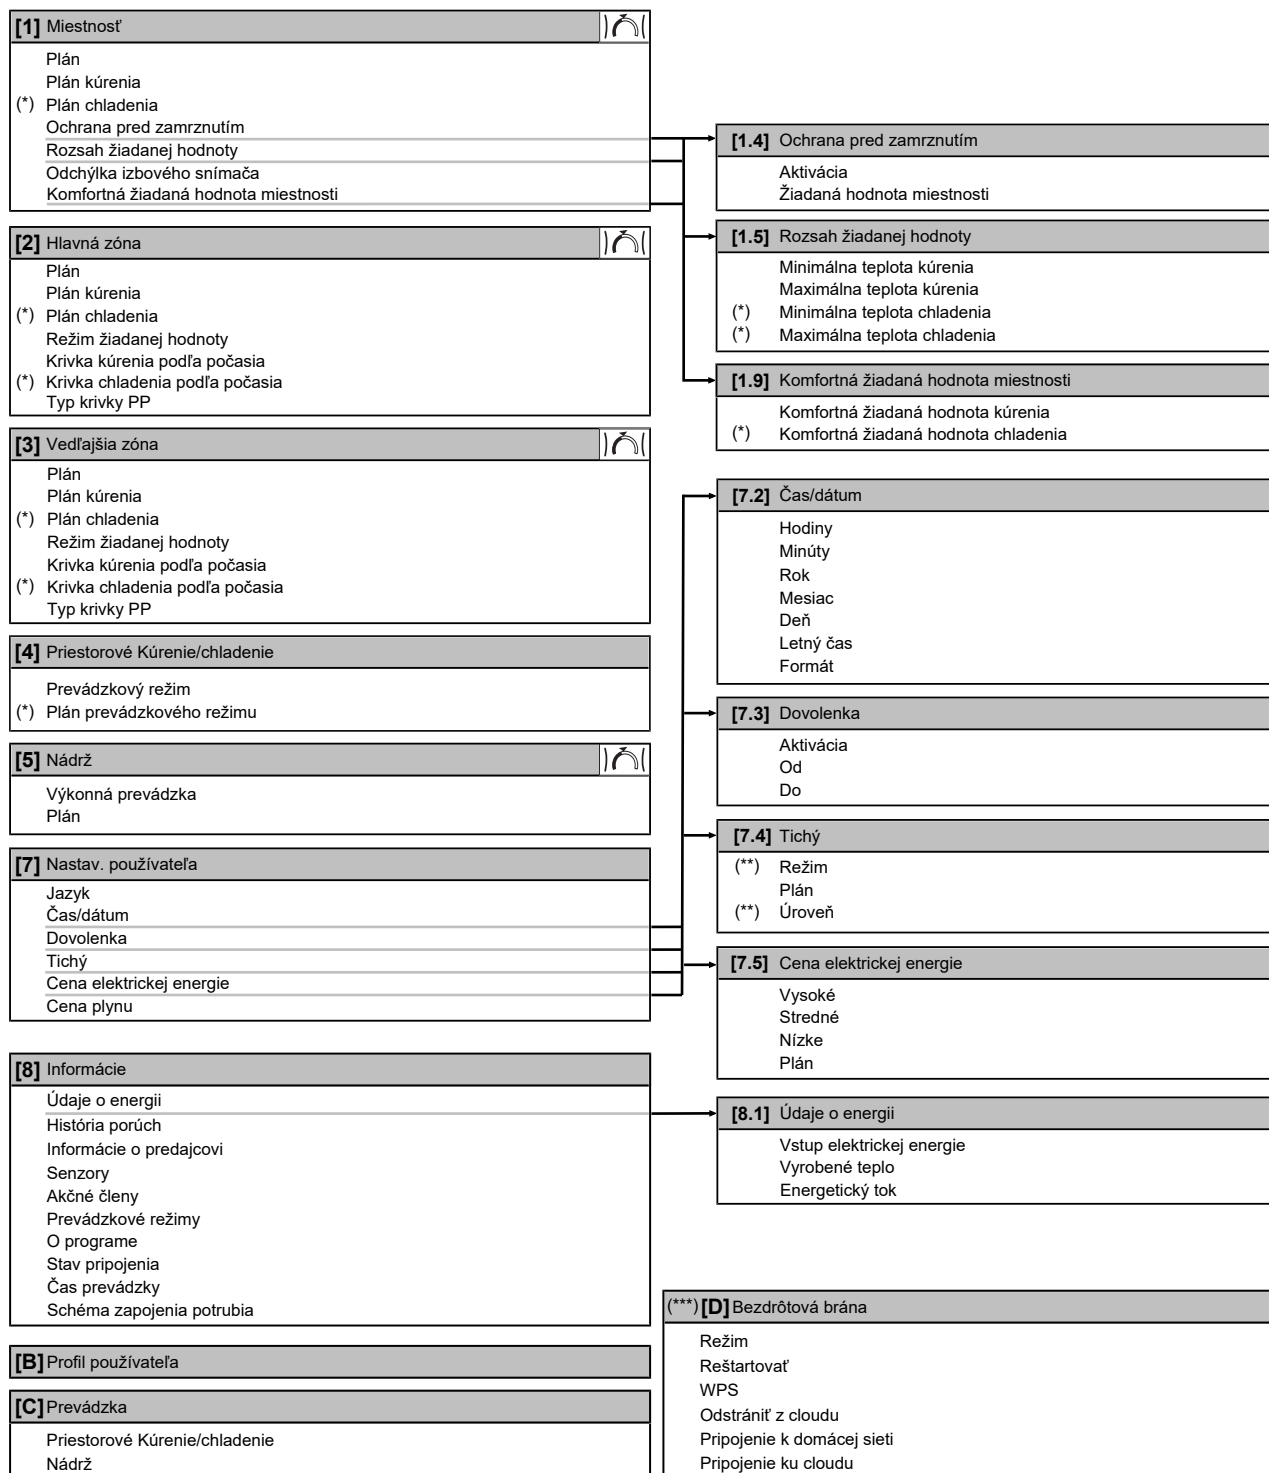 [1] Miestnosť
Plán
Plán kúrenia
(*) Plán chladenia
Ochrana pred zamrznutím
Rozsah žiadanej hodnoty
Odchýlka izbového snímača
Komfortná žiadaná hodnota miestnosti
[2] Hlavná zóna
Plán
Plán kúrenia
(*) Plán chladenia
Režim žiadanej hodnoty
Krivka kúrenia podľa počasia
(*) Krivka chladenia podľa počasia
Typ krivky PP
[3] Vedľajšia zóna
Plán
Plán kúrenia
(*) Plán chladenia
Režim žiadanej hodnoty
Krivka kúrenia podľa počasia
(*) Krivka chladenia podľa počasia
Typ krivky PP
[4] Priestorové Kúrenie/chladenie
Prevádzkový režim
(*) Plán prevádzkového režimu
[5] Nádrž
Výkonná prevádzka
Plán
[7] Nastav. používateľa
Jazyk
Čas/dátum
Dovolenka
Tichý
Cena elektrickej energie
Cena plynu
[8] Informácie
Údaje o energii
História porúch
Informácie o predajcovi
Senzory
Akčné členy
Prevádzkové režimy
O programe
Stav pripojenia
Čas prevádzky
Schéma zapojenia potrubia
[B] Profil používateľa
[C] Prevádzka
Priestorové Kúrenie/chladenie
Nádrž
[1.4] Ochrana pred zamrznutím
Aktivácia
Žiadaná hodnota miestnosti
[1.5] Rozsah žiadanej hodnoty
Minimálna teplota kúrenia
Maximálna teplota kúrenia
(*) Minimálna teplota chladenia
(*) Maximálna teplota chladenia
[1.9] Komfortná žiadaná hodnota miestnosti
Komfortná žiadaná hodnota kúrenia
(*) Komfortná žiadaná hodnota chladenia
[7.2] Čas/dátum
Hodiny
Minúty
Rok
Mesiac
Deň
Letný čas
Formát
[7.3] Dovolenka
Aktivácia
Od
Do
[7.4] Tichý
(**) Režim
Plán
(**) Úroveň
[7.5] Cena elektrickej energie
Vysoké
Stredné
Nízke
Plán
[8.1] Údaje o energii
Vstup elektrickej energie
Vyrobené teplo
Energetický tok
(***) [D] Bezdrôtová brána
Režim
Reštartovať
WPS
Odstrániť z cloudu
Pripojenie k domácej sieti
Pripojenie ku cloudu